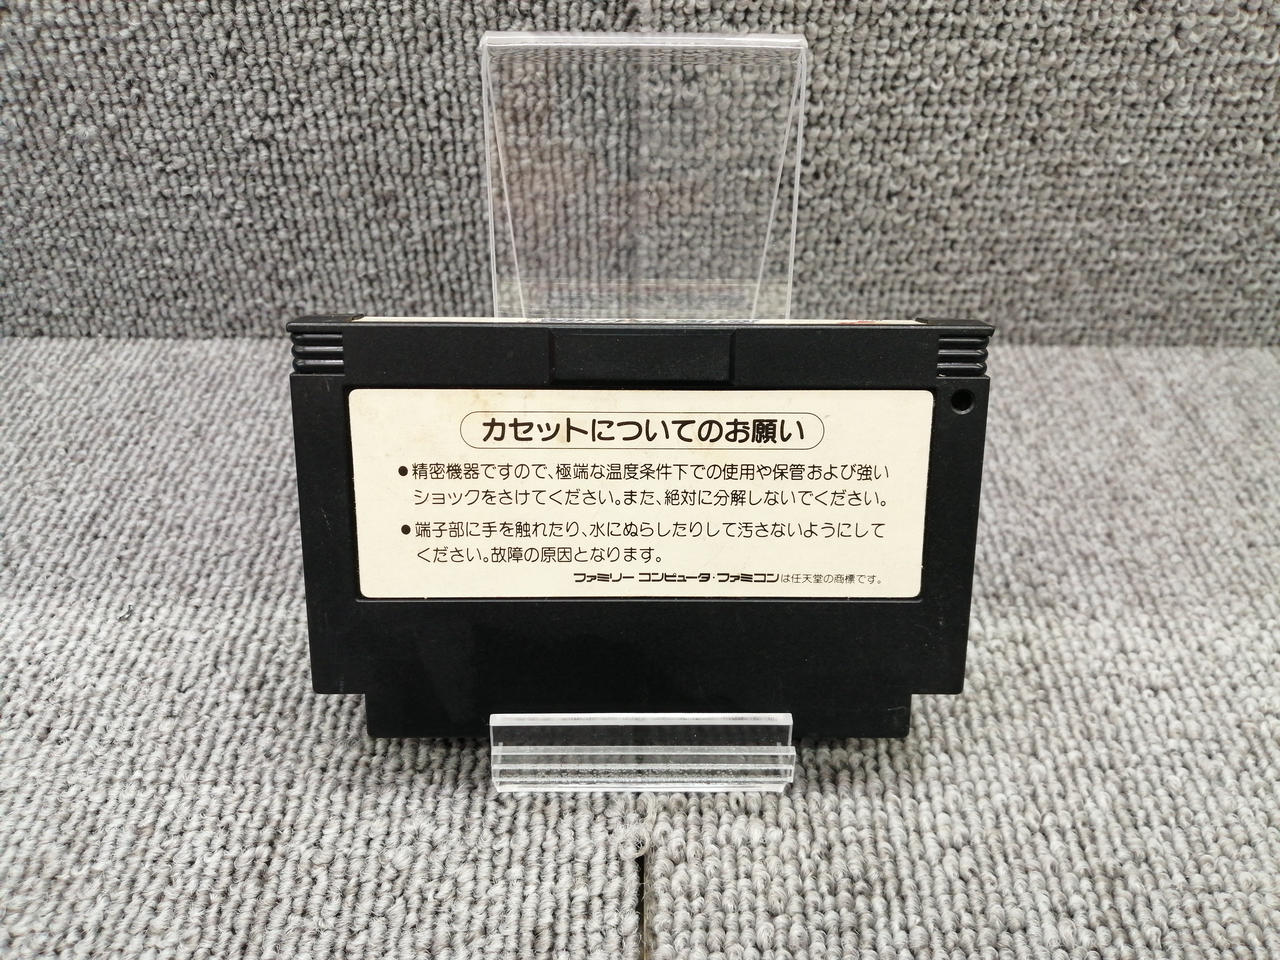 カセットについてのお願い
●精密機器ですので、極端な温度条件下での使用や保管および強い
ショックをさけてください。また、絶対に分解しないでください。
●端子部に手を触れたり、水にぬらしたりして汚さないようにして
ください。故障の原因となります。
ファミリー コンピュータ・ファミコンは任天堂の商標です。